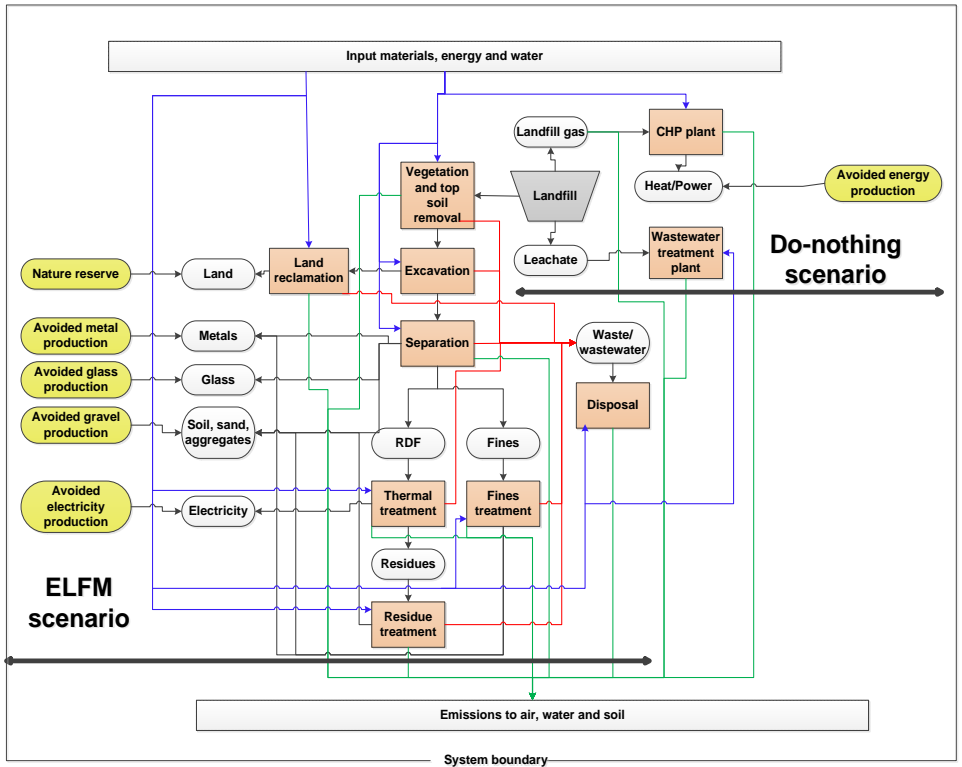 Input materials, energy and water
Landfill gas
CHP plant
Vegetation
and top
soil
removal
Landfill
Heat/Power
Avoided energy
production
Leachate
Wastewater
treatment
plant
Do-nothing
scenario
Nature reserve
Land
Land
reclamation
Excavation
Avoided metal
production
Metals
Separation
Waste/
wastewater
Avoided glass
production
Glass
Disposal
Avoided gravel
production
Soil, sand,
aggregates
RDF
Fines
Avoided
electricity
production
Electricity
Thermal
treatment
Fines
treatment
Residues
ELFM
scenario
Residue
treatment
Emissions to air, water and soil
System boundary